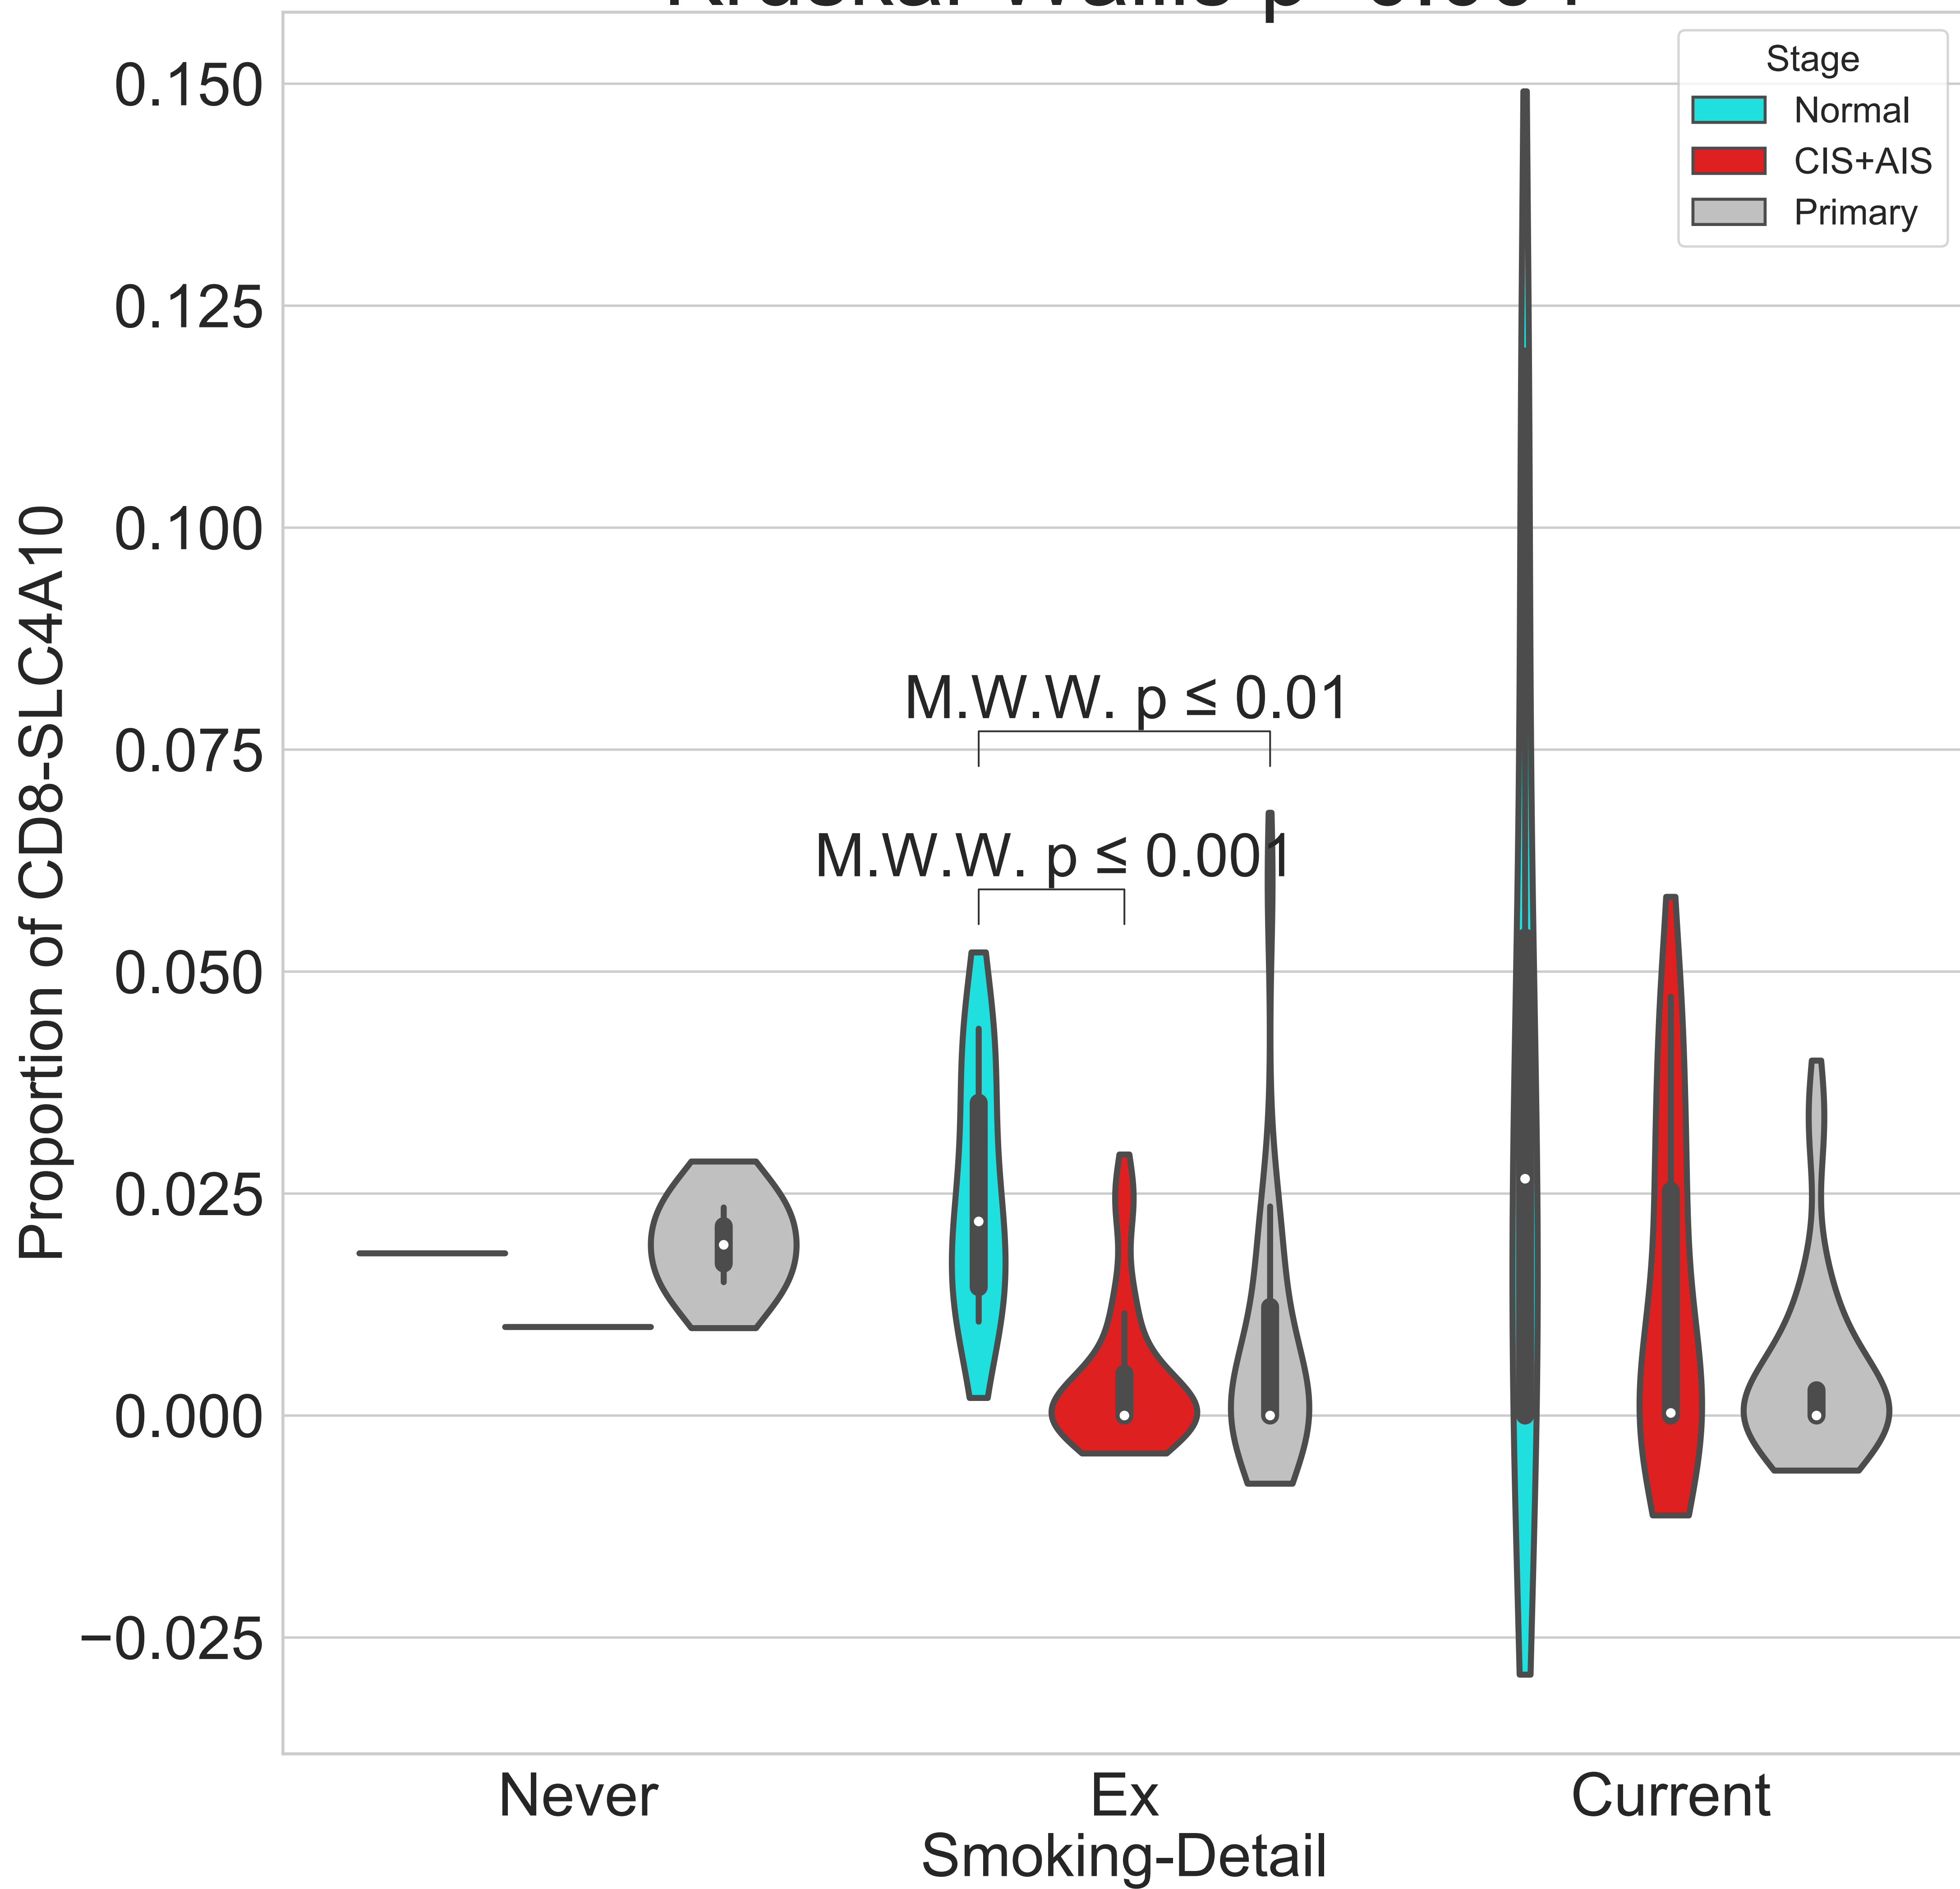 Stage
Normal
CIS+AIS
Primary
0.150
0.125
0.100
0.075
0.050
0.025
0.000
−0.025
Proportion of CD8-SLC4A10
M.W.W. p ≤ 0.01
M.W.W. p ≤ 0.001
Never
Ex
Current
Smoking-Detail